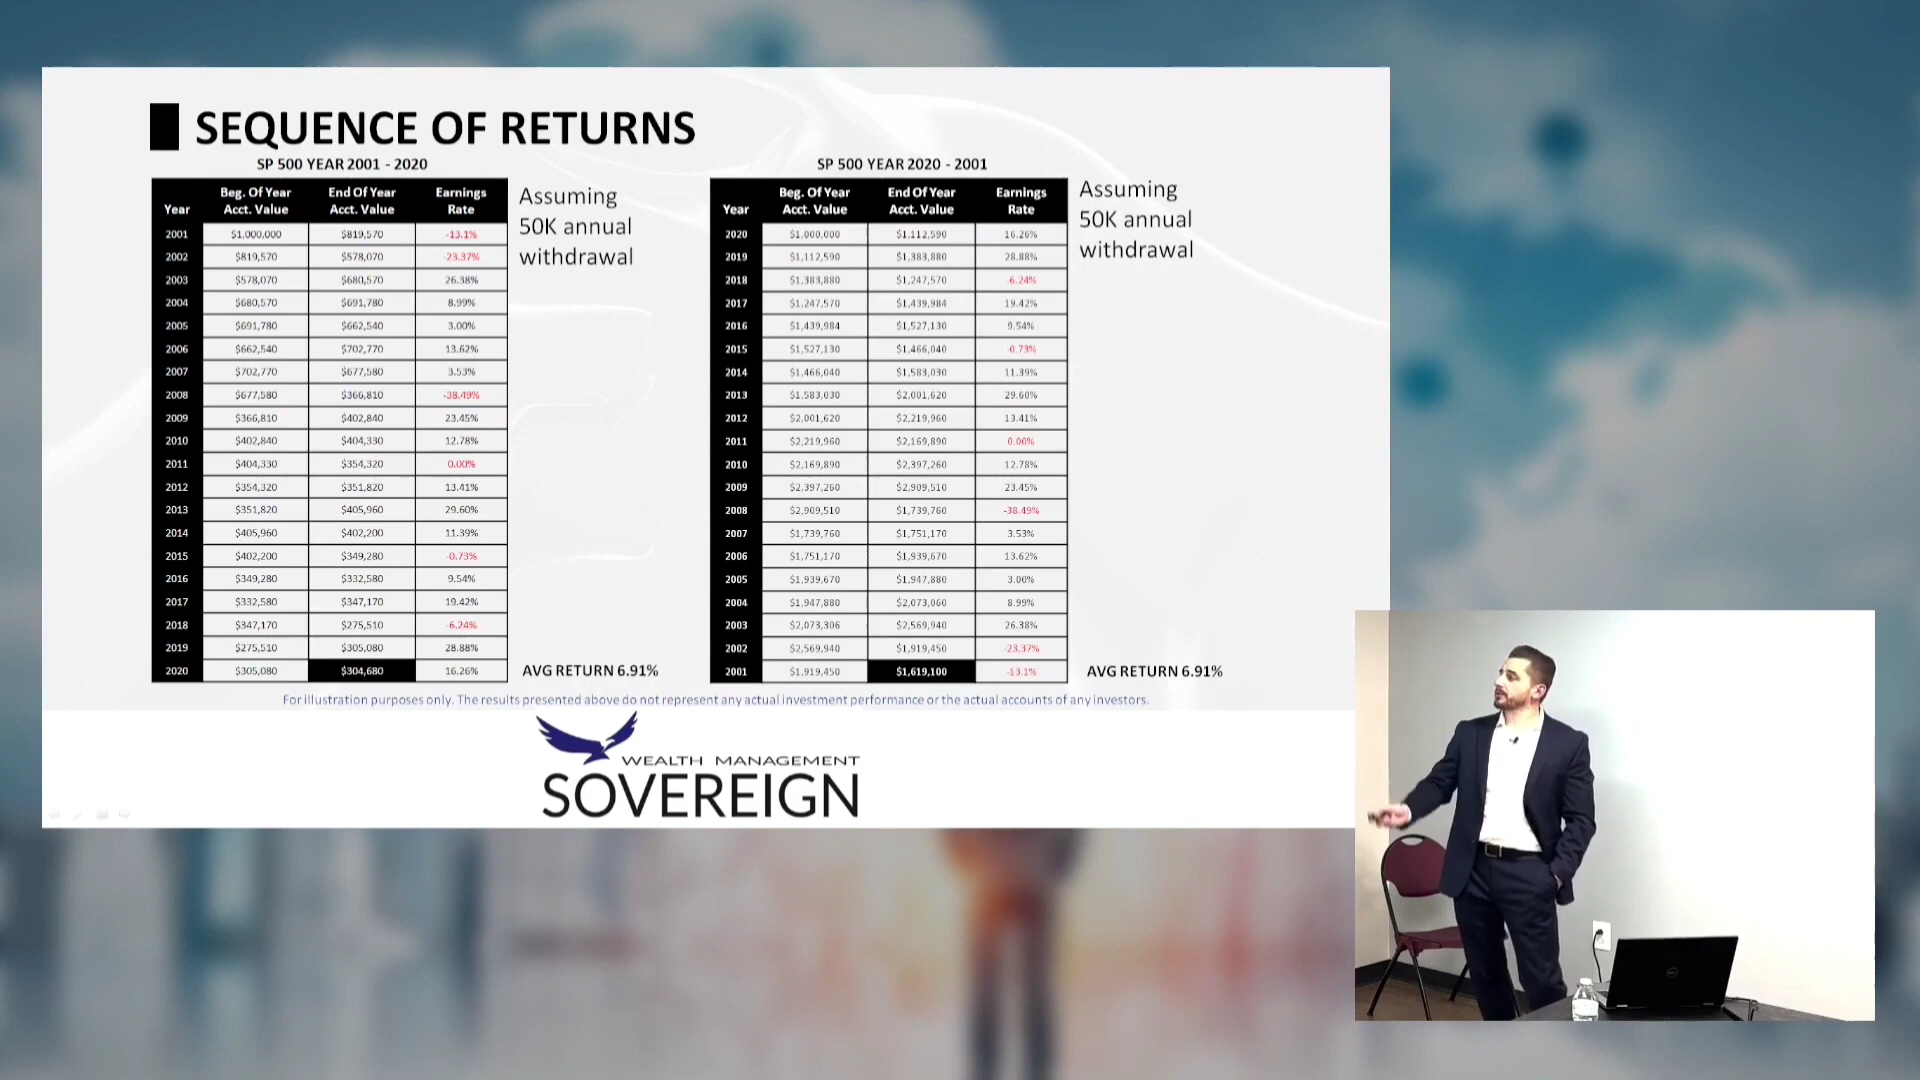 SEQUENCE OF RETURNS
SP 500 YEAR 2001 - 2020
Year Beg. Of Year Acct. Value End Of Year Acct. Value Earnings Rate
2001 $1,000,000 $819,570 -13.1%
2002 $819,570 $578,070 -23.37%
2003 $578,070 $680,570 26.38%
2004 $680,570 $691,780 8.99%
2005 $691,780 $662,540 3.00%
2006 $662,540 $702,770 13.62%
2007 $702,770 $677,580 3.53%
2008 $677,580 $366,810 -38.49%
2009 $366,810 $402,840 23.45%
2010 $402,840 $404,330 12.78%
2011 $404,330 $354,320 0.00%
2012 $354,320 $351,820 13.41%
2013 $351,820 $405,960 29.60%
2014 $405,960 $402,200 11.39%
2015 $402,200 $349,280 -0.73%
2016 $349,280 $332,580 9.54%
2017 $332,580 $347,170 19.42%
2018 $347,170 $275,510 -6.24%
2019 $275,510 $305,080 28.88%
2020 $305,080 $304,680 16.26%
Assuming
50K annual
withdrawal
AVG RETURN 6.91%
SP 500 YEAR 2020 - 2001
Year Beg. Of Year Acct. Value End Of Year Acct. Value Earnings Rate
2020 $1,000,000 $1,112,590 16.26%
2019 $1,112,590 $1,383,880 28.88%
2018 $1,383,880 $1,247,570 -6.24%
2017 $1,247,570 $1,439,984 19.42%
2016 $1,439,984 $1,527,130 9.54%
2015 $1,527,130 $1,466,040 -0.73%
2014 $1,466,040 $1,583,030 11.39%
2013 $1,583,030 $2,001,620 29.60%
2012 $2,001,620 $2,219,960 13.41%
2011 $2,219,960 $2,169,890 0.00%
2010 $2,169,890 $2,397,260 12.78%
2009 $2,397,260 $2,909,510 23.45%
2008 $2,909,510 $1,739,760 -38.49%
2007 $1,739,760 $1,751,170 3.53%
2006 $1,751,170 $1,939,670 13.62%
2005 $1,939,670 $1,947,880 3.00%
2004 $1,947,880 $2,073,060 8.99%
2003 $2,073,306 $2,569,940 26.38%
2002 $2,569,940 $1,919,450 -23.37%
2001 $1,919,450 $1,619,100 -13.1%
Assuming
50K annual
withdrawal
AVG RETURN 6.91%
For illustration purposes only. The results presented above do not represent any actual investment performance or the actual accounts of any investors.
WEALTH MANAGEMENT
SOVEREIGN